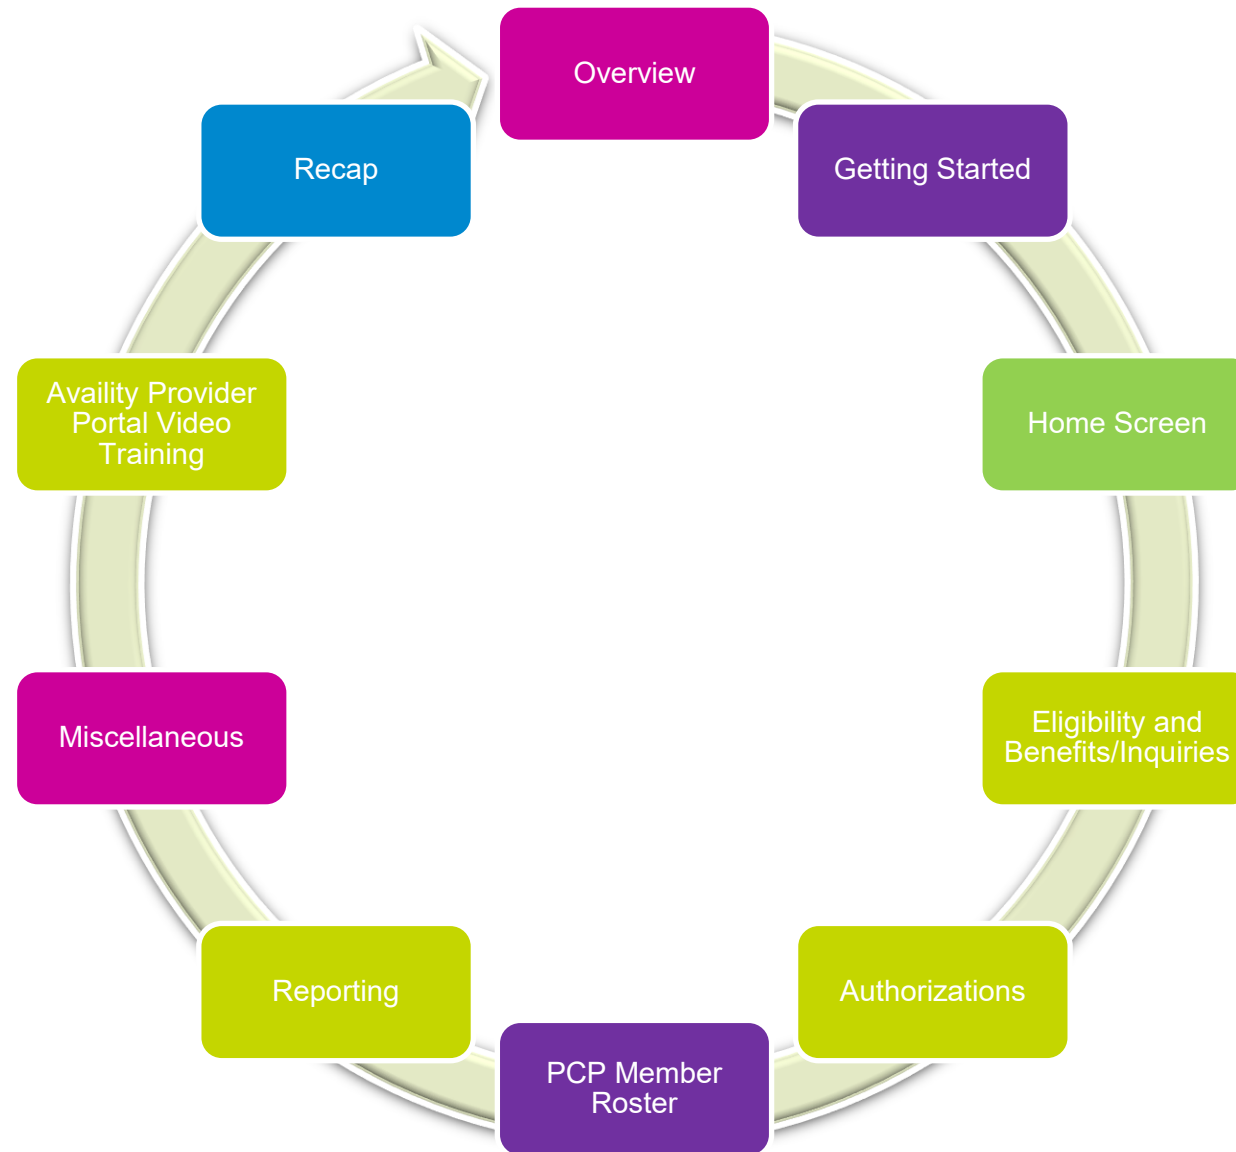 Overview
Getting Started
Home Screen
Eligibility and
Benefits/Inquiries
Authorizations
PCP Member
Roster
Reporting
Miscellaneous
Availity Provider
Portal Video
Training
Recap